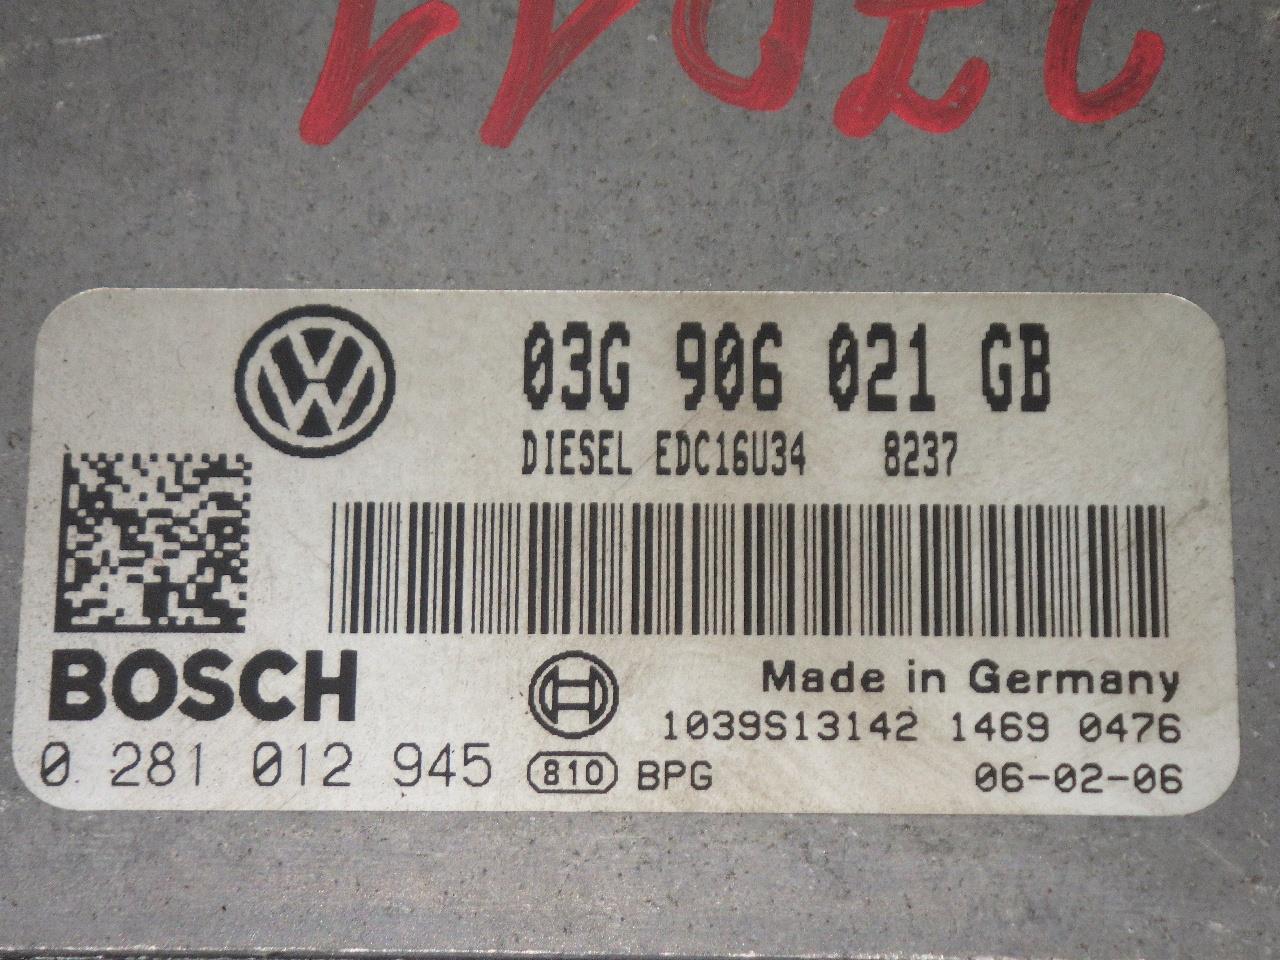 03G 906 021 GB
DIESEL EDC16U34 8237
BOSCH
Made in Germany
1039S13142 1469 0476
0 281 012 945 810 BPG 06-02-06